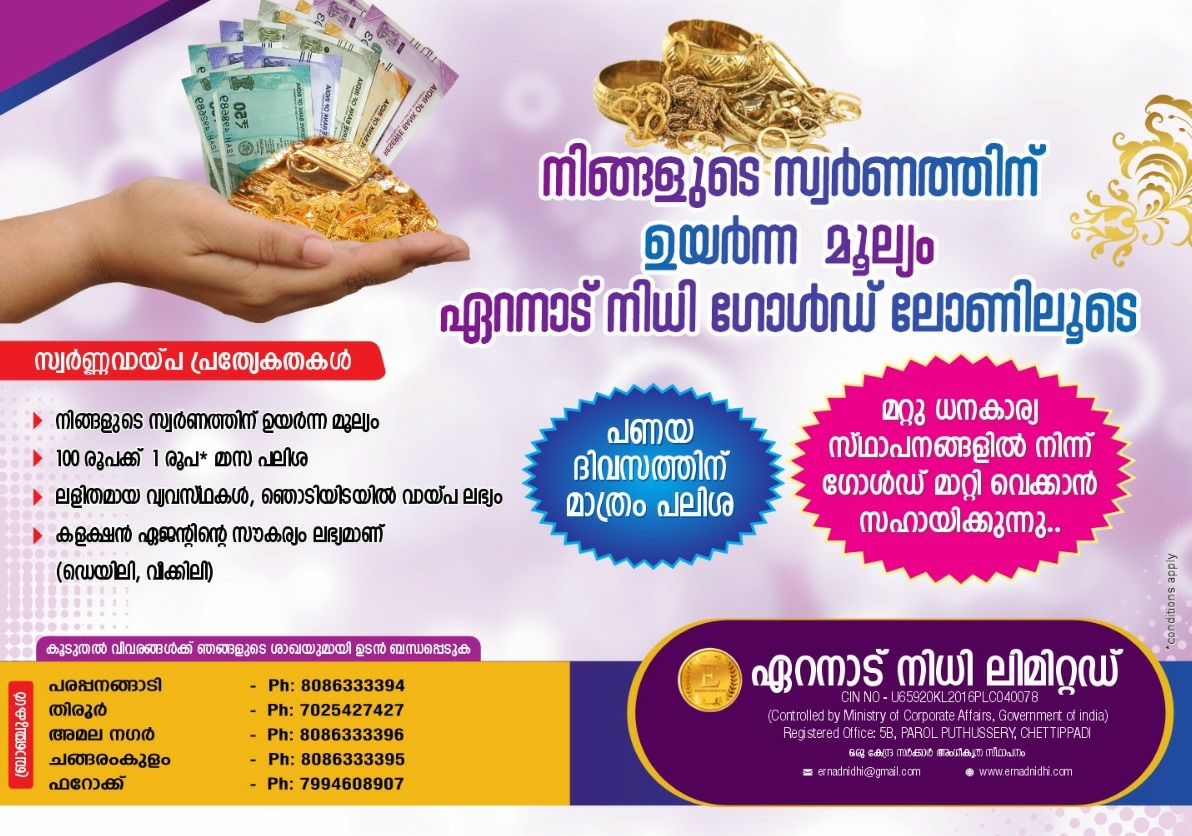 നിങ്ങളുടെ സ്വർണത്തിന്
ഉയർന്ന മൂല്യം
ഏറനാട് നിധി ഗോൾഡ് ലോണിലൂടെ
സ്വർണ്ണവായ്പ പ്രത്യേകതകൾ
നിങ്ങളുടെ സ്വർണത്തിന് ഉയർന്ന മൂല്യം
100 രൂപക്ക് 1 രൂപ* മാസ പലിശ
ലളിതമായ വ്യവസ്ഥകൾ, ഞൊടിയിടയിൽ വായ്പ ലഭ്യം
കളക്ഷൻ ഏജന്റിന്റെ സൗകര്യം ലഭ്യമാണ്
(ഡെയിലി, വീക്കിലി)
പണയ
ദിവസത്തിന്
മാത്രം പലിശ
മറ്റു ധനകാര്യ
സ്ഥാപനങ്ങളിൽ നിന്ന്
ഗോൾഡ് മാറ്റി വെക്കാൻ
സഹായിക്കുന്നു..
*conditions apply
കൂടുതൽ വിവരങ്ങൾക്ക് ഞങ്ങളുടെ ശാഖയുമായി ഉടൻ ബന്ധപ്പെടുക
ബ്രാഞ്ചുകൾ
പരപ്പനങ്ങാടി - Ph: 8086333394
തിരൂർ - Ph: 7025427427
അമല നഗർ - Ph: 8086333396
ചങ്ങരംകുളം - Ph: 8086333395
ഫറോക്ക് - Ph: 7994608907
ഏറനാട് നിധി ലിമിറ്റഡ്
CIN NO - U65920KL2016PLC040078
(Controlled by Ministry of Corporate Affairs, Government of india)
Registered Office: 5B, PAROL PUTHUSSERY, CHETTIPPADI
ഒരു കേന്ദ്ര സർക്കാർ അംഗീകൃത സ്ഥാപനം
ernadnidhi@gmail.com www.ernadnidhi.com